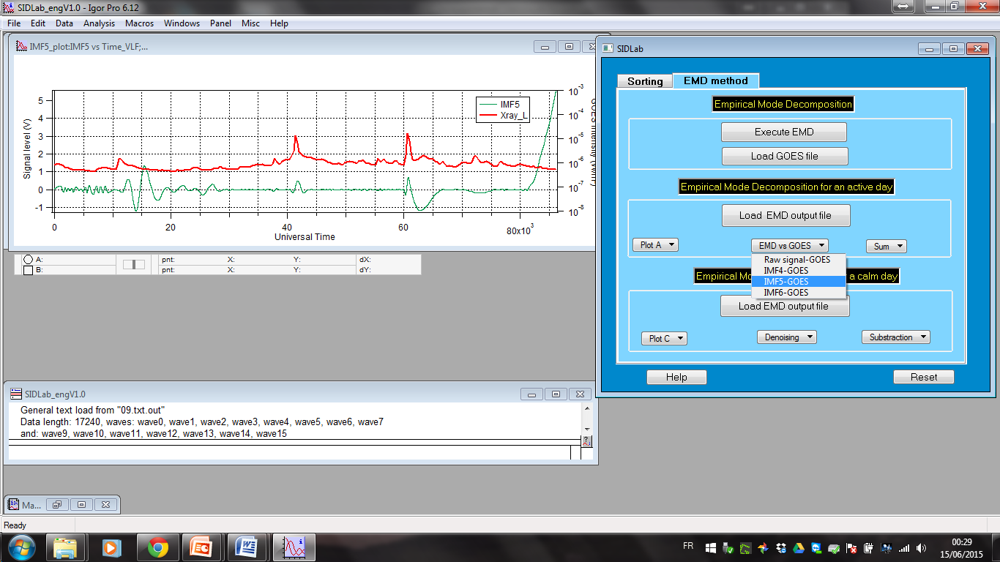 SIDLab_engV1.0 - Igor Pro 6.12
File Edit Data Analysis Macros Windows Panel Misc Help
IMF5_plot:IMF5 vs Time_VLF;...
Signal level (V)
5
4
3
2
1
0
-1
IMF5
Xray_L
10-3
10-4
10-5
10-6
10-7
10-8
0 20 40 60 80x103
Universal Time
A: pnt: X: Y: dX:
B: pnt: X: Y: dY:
SIDLab
Sorting EMD method
Empirical Mode Decomposition
Execute EMD
Load GOES file
Empirical Mode Decomposition for an active day
Load EMD output file
Plot A EMD vs GOES Sum
Raw signal-GOES
IMF4-GOES
IMF5-GOES
IMF6-GOES
Empirical Mo a calm day
Load EMD output file
Plot C Denoising Substraction
Help Reset
SIDLab_engV1.0
General text load from "09.txt.out"
Data length: 17240, waves: wave0, wave1, wave2, wave3, wave4, wave5, wave6, wave7
and: wave9, wave10, wave11, wave12, wave13, wave14, wave15
Ma...
Ready
FR
00:29
15/06/2015